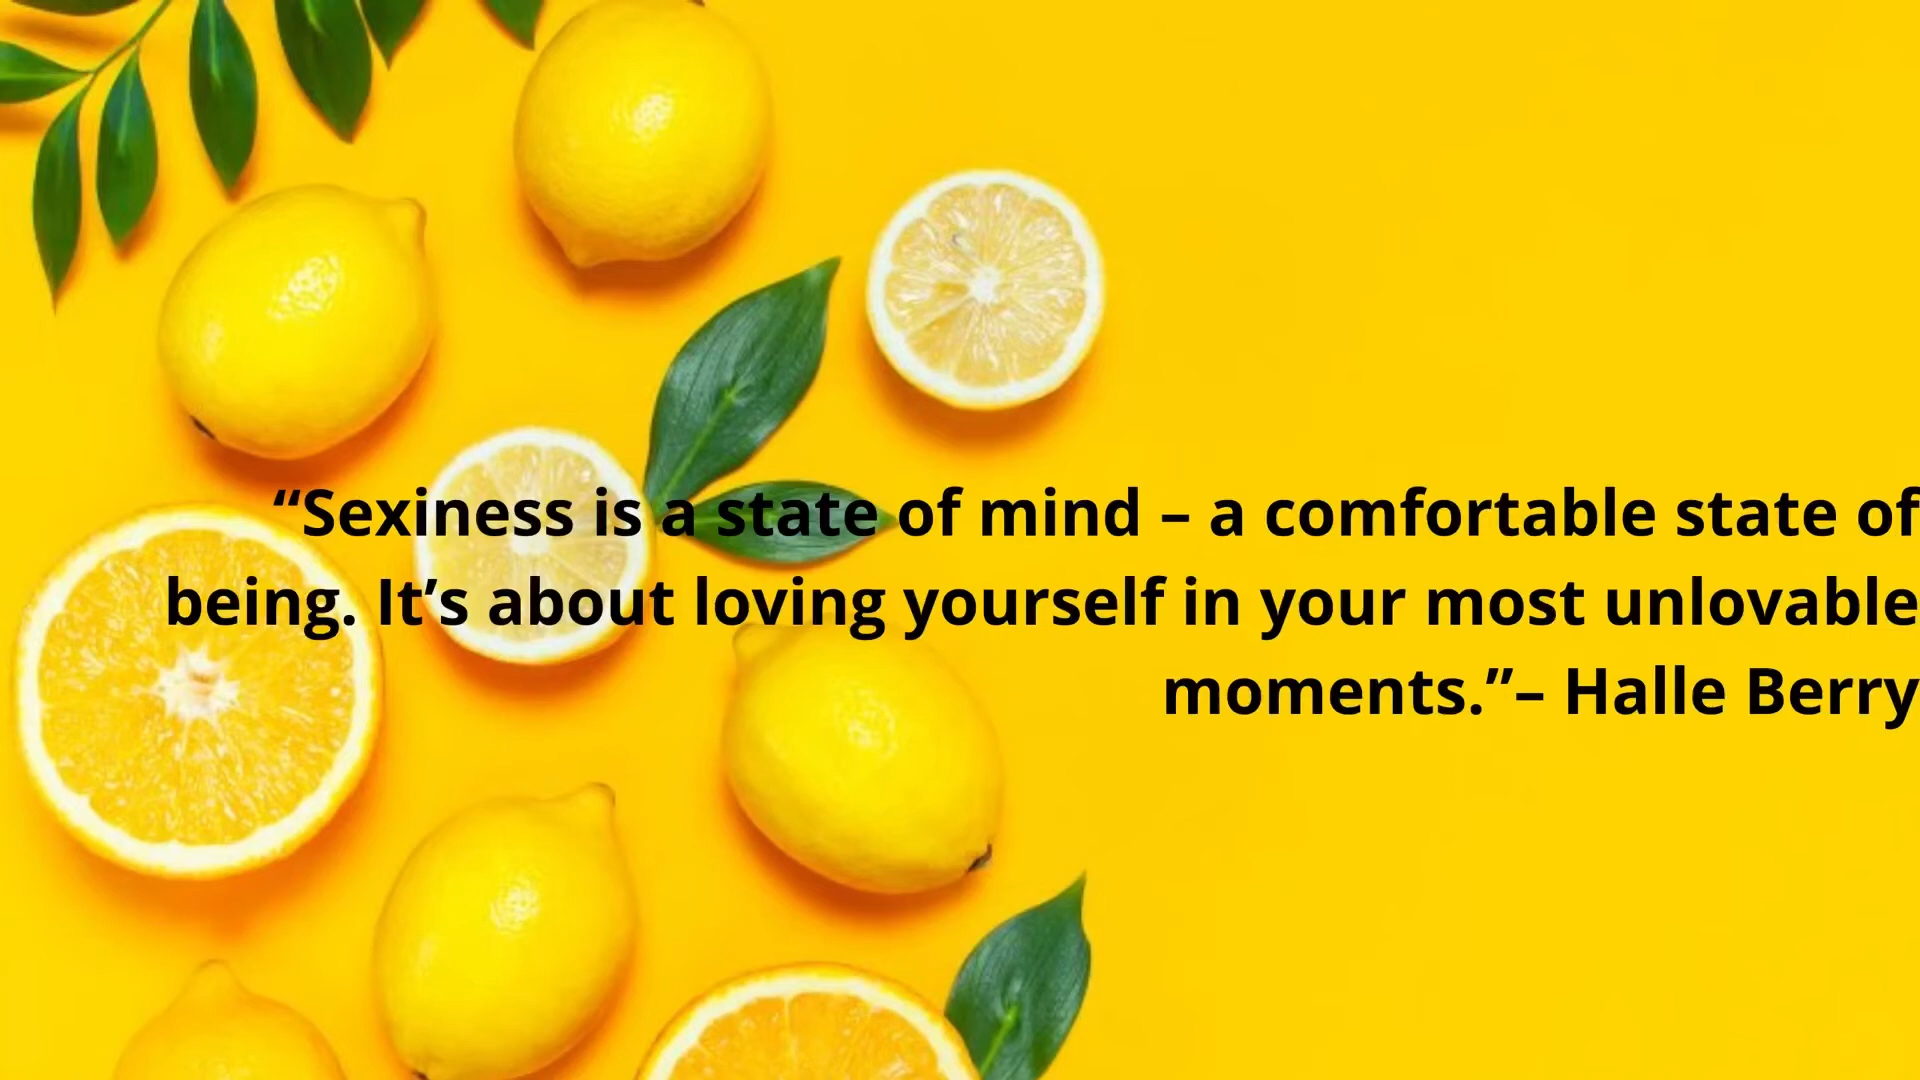 “Sexiness is a state of mind – a comfortable state of
being. It’s about loving yourself in your most unlovable
moments.”– Halle Berry